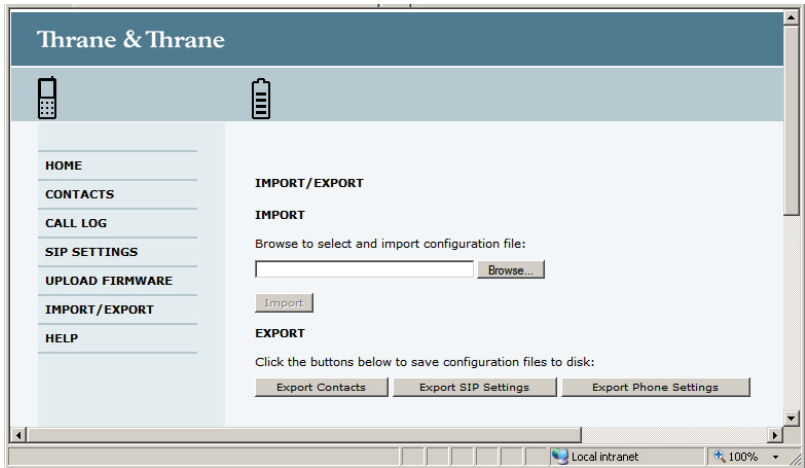 Thrane & Thrane
HOME
CONTACTS
CALL LOG
SIP SETTINGS
UPLOAD FIRMWARE
IMPORT/EXPORT
HELP
IMPORT/EXPORT
IMPORT
Browse to select and import configuration file:
Browse...
Import
EXPORT
Click the buttons below to save configuration files to disk:
Export Contacts Export SIP Settings Export Phone Settings
Local intranet 100%